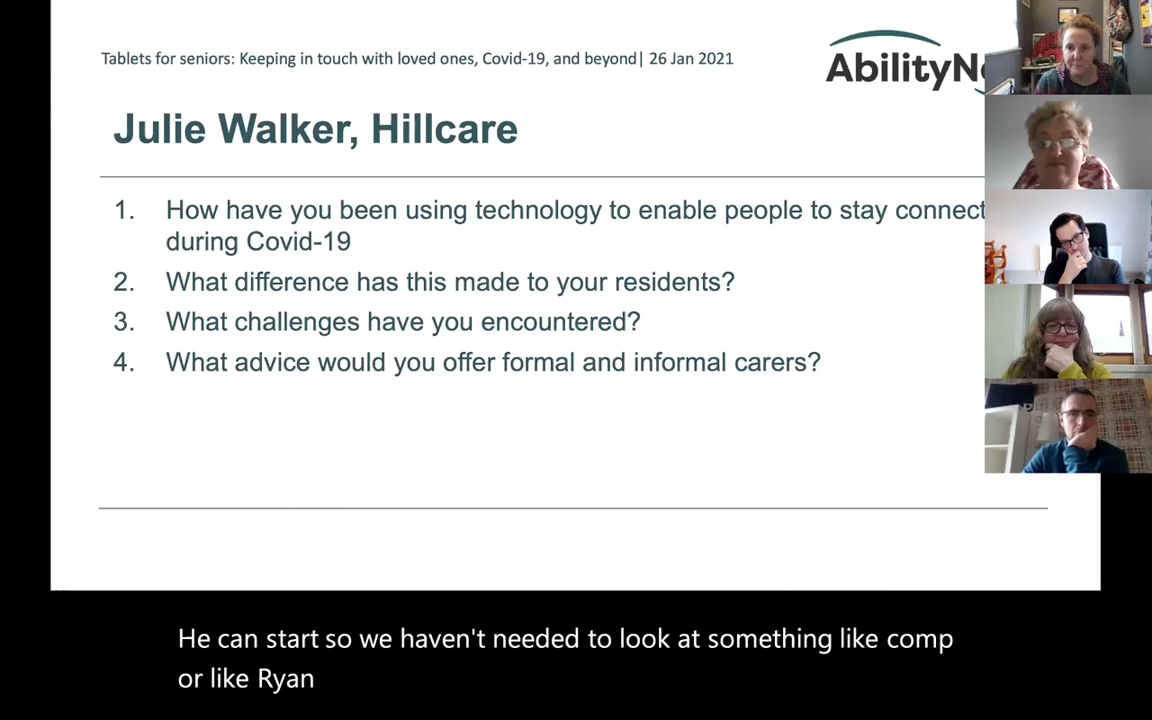 Tablets for seniors: Keeping in touch with loved ones, Covid-19, and beyond| 26 Jan 2021
AbilityN
Julie Walker, Hillcare
1. How have you been using technology to enable people to stay connect
during Covid-19
2. What difference has this made to your residents?
3. What challenges have you encountered?
4. What advice would you offer formal and informal carers?
He can start so we haven't needed to look at something like comp
or like Ryan